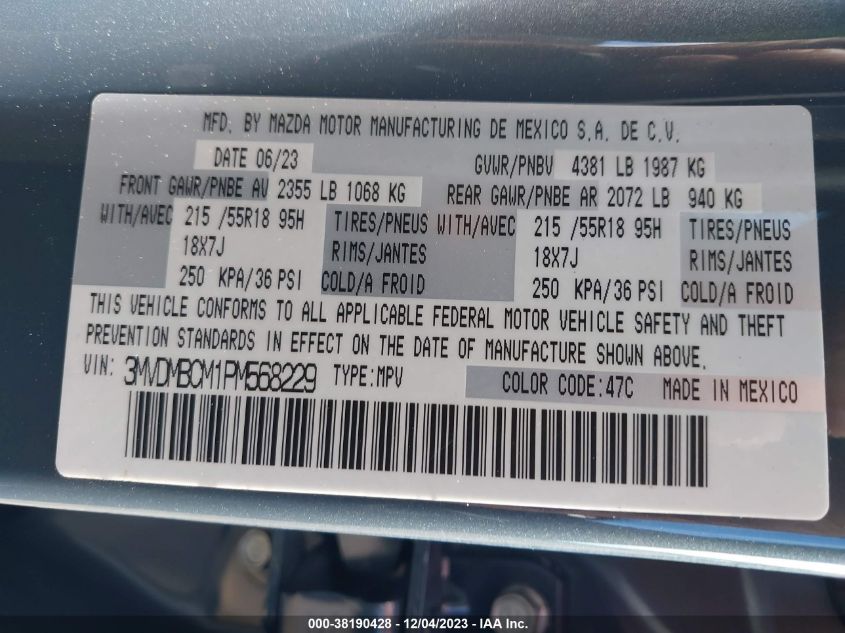 MFD. BY MAZDA MOTOR MANUFACTURING DE MEXICO S.A. DE C.V.
DATE 06/23 GVWR/PNBV 4381 LB 1987 KG
FRONT GAWR/PNBE AV 2355 LB 1068 KG REAR GAWR/PNBE AR 2072 LB 940 KG
WITH/AVEC 215 /55R18 95H TIRES/PNEUS WITH/AVEC 215 /55R18 95H TIRES/PNEUS
18X7J RIMS/JANTES 18X7J RIMS/JANTES
250 KPA/36 PSI COLD/A FROID 250 KPA/36 PSI COLD/A FROID
THIS VEHICLE CONFORMS TO ALL APPLICABLE FEDERAL MOTOR VEHICLE SAFETY AND THEFT
PREVENTION STANDARDS IN EFFECT ON THE DATE OF MANUFACTURE SHOWN ABOVE.
VIN: 3MVDMBCM1PM568229 TYPE:MPV COLOR CODE:47C MADE IN MEXICO
000-38190428 - 12/04/2023 - IAA Inc.